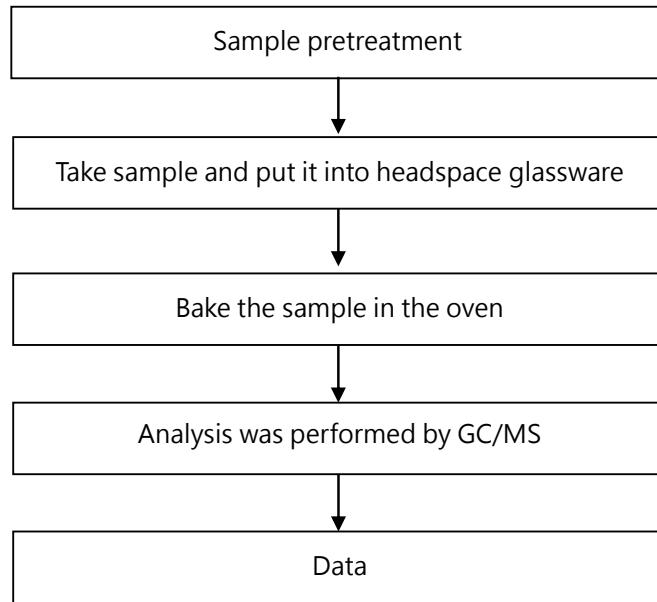 Sample pretreatment
Take sample and put it into headspace glassware
Bake the sample in the oven
Analysis was performed by GC/MS
Data